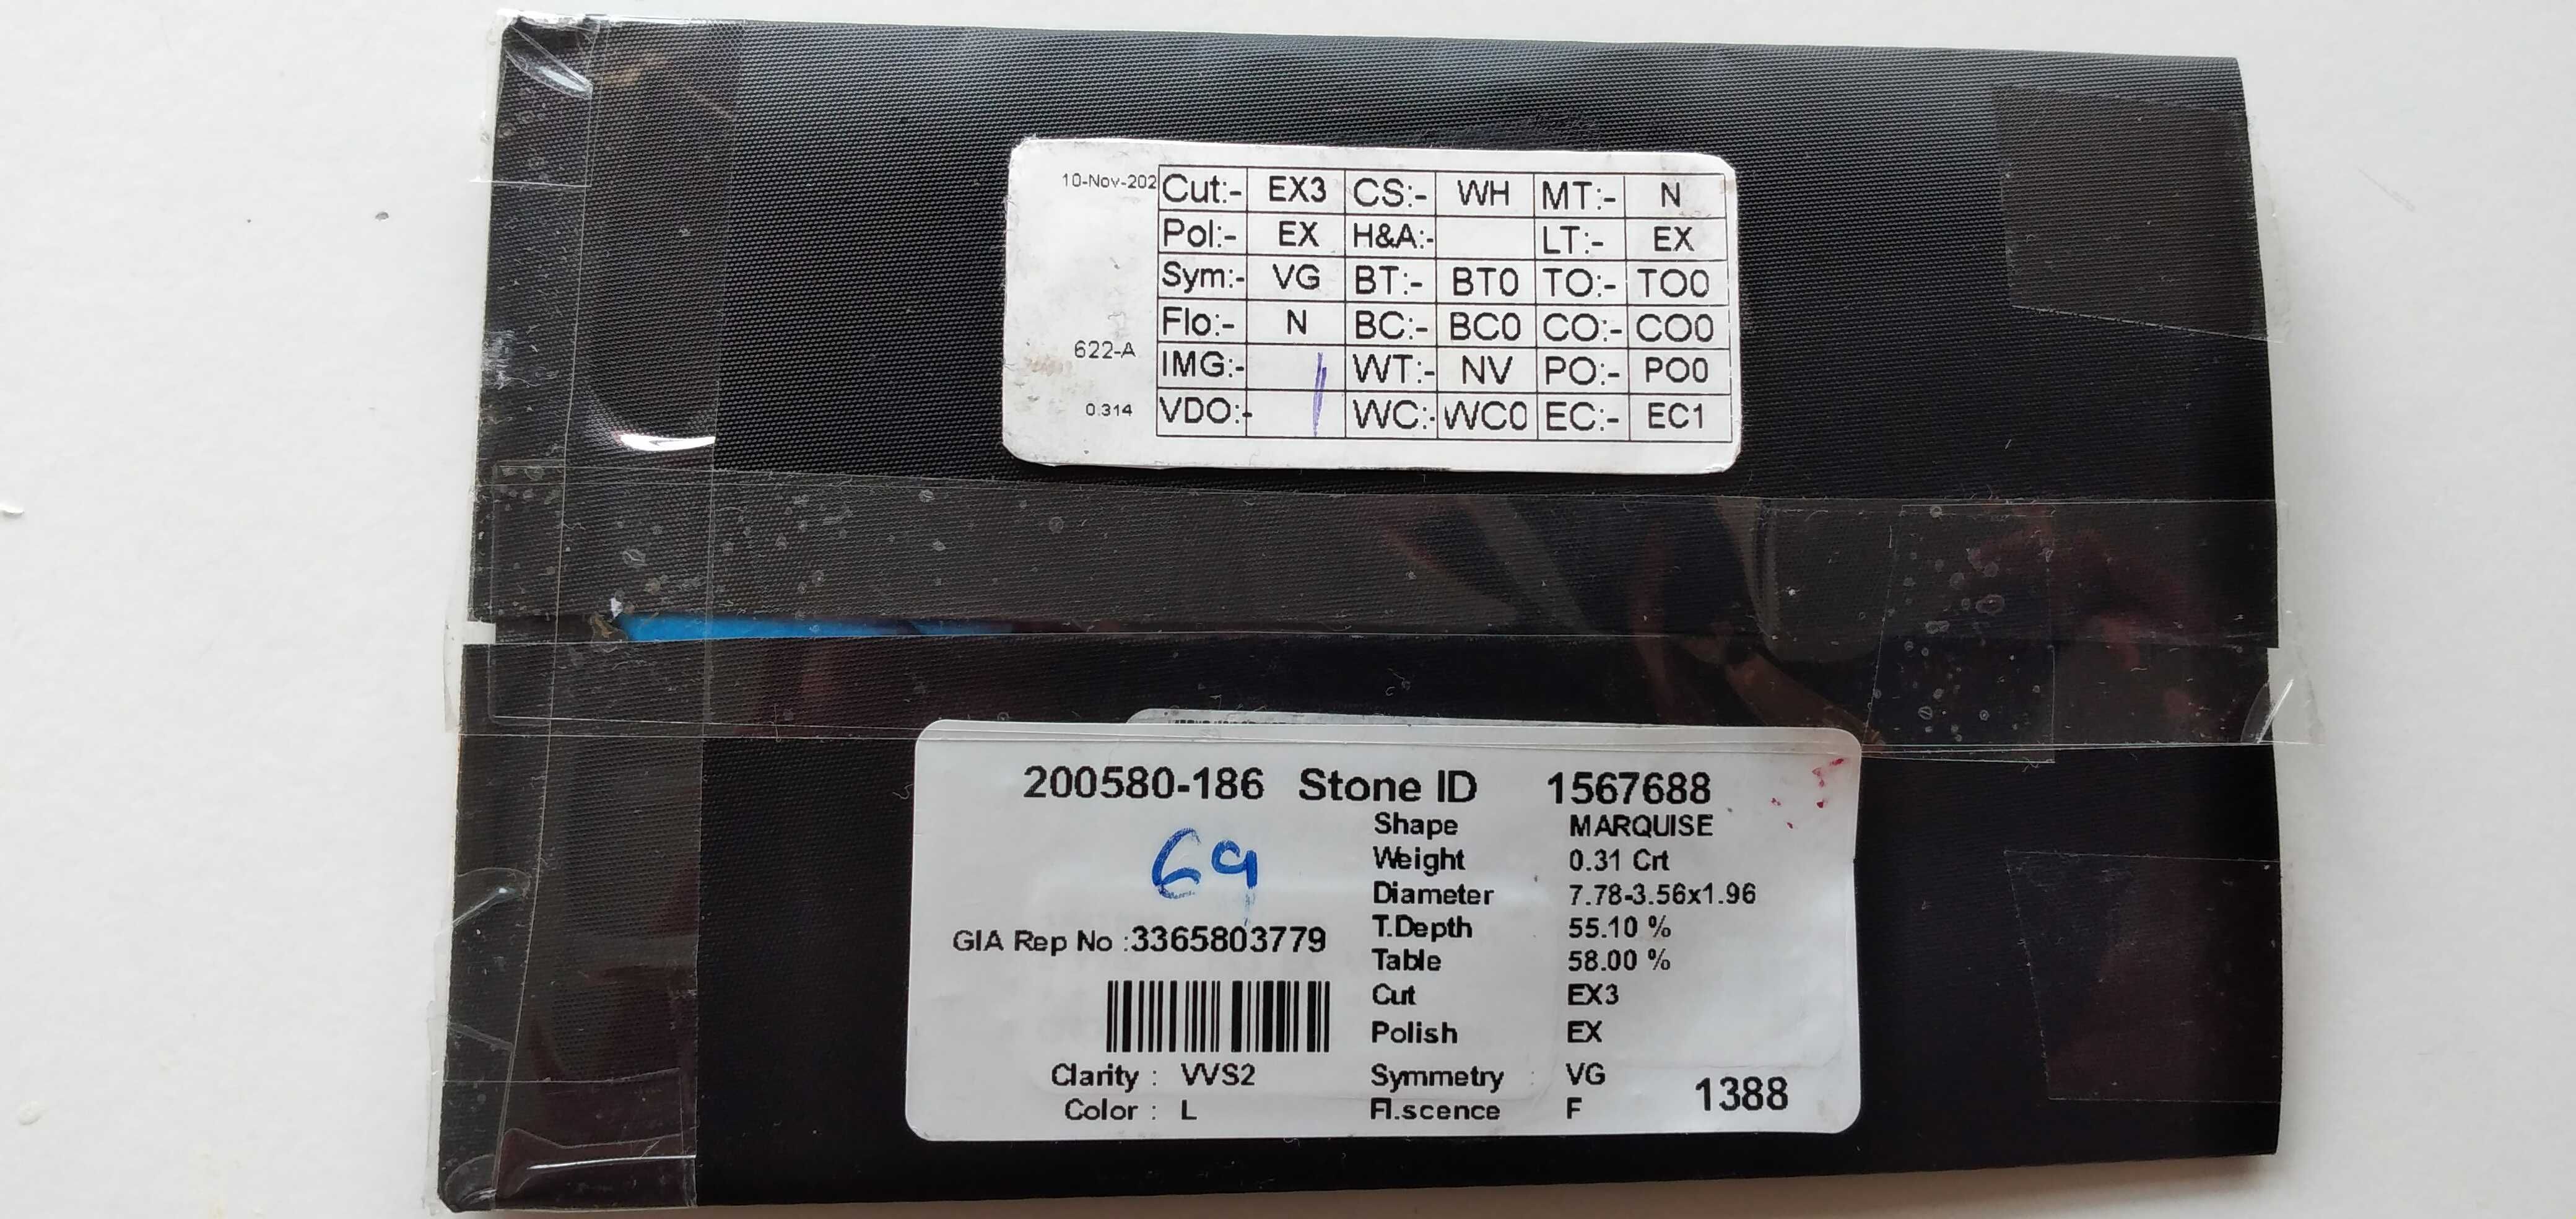 10-Nov-202
Cut:- EX3 CS:- WH MT:- N
Pol:- EX H&A:- LT:- EX
Sym:- VG BT:- BT0 TO:- TO0
Flo:- N BC:- BC0 CO:- CO0
622-A
IMG:- WT:- NV PO:- PO0
0.314
VDO:- WC:- WC0 EC:- EC1
200580-186 Stone ID 1567688
Shape MARQUISE
69
Weight 0.31 Crt
Diameter 7.78-3.56x1.96
GIA Rep No :3365803779
T.Depth 55.10 %
Table 58.00 %
Cut EX3
Polish EX
Clarity : VVS2
Symmetry : VG
Color : L
Fl.scence F
1388